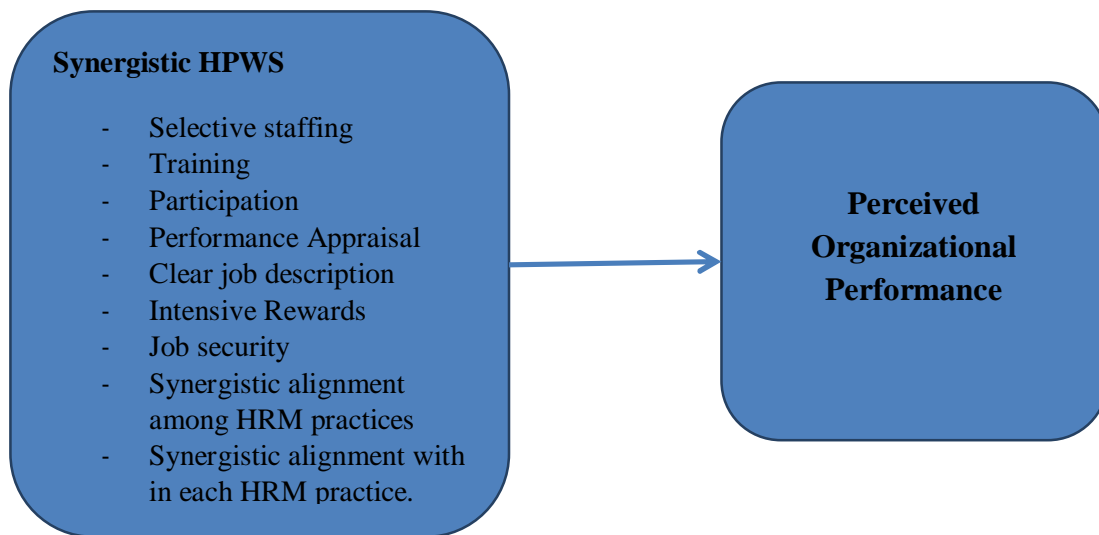 Synergistic HPWS
- Selective staffing
- Training
- Participation
- Performance Appraisal
- Clear job description
- Intensive Rewards
- Job security
- Synergistic alignment
among HRM practices
- Synergistic alignment with
in each HRM practice.
Perceived
Organizational
Performance